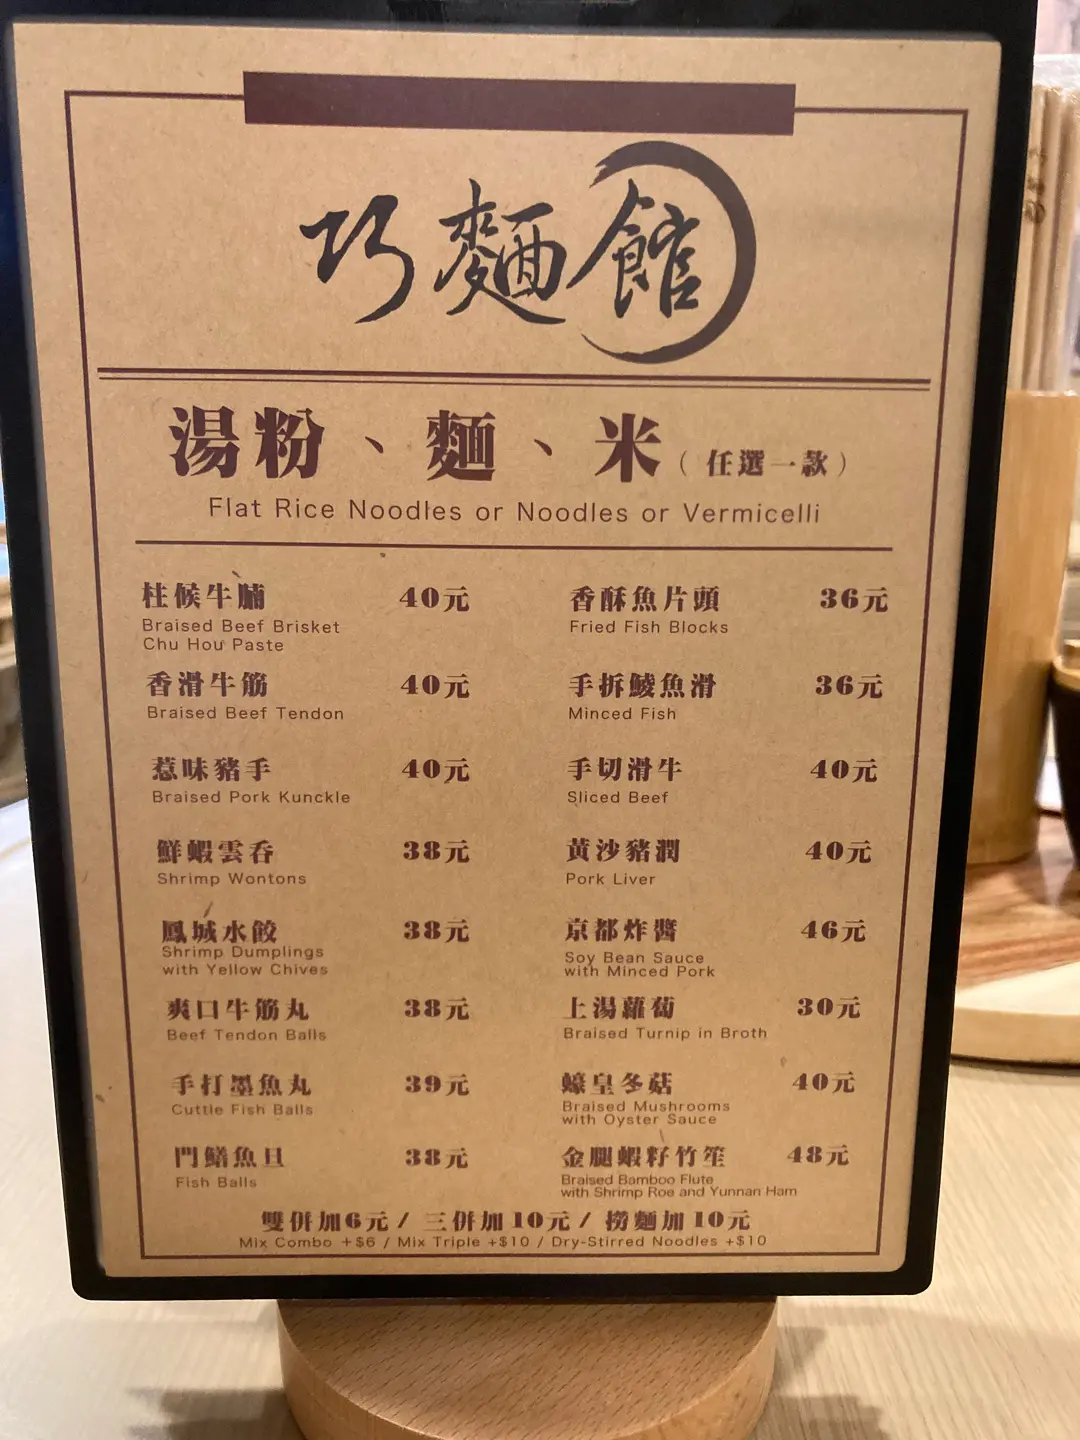 巧麵館
湯粉、麵、米（任選一款）
Flat Rice Noodles or Noodles or Vermicelli
柱候牛腩 40元
Braised Beef Brisket
Chu Hou Paste
香滑牛筋 40元
Braised Beef Tendon
惹味豬手 40元
Braised Pork Kunckle
鮮蝦雲吞 38元
Shrimp Wontons
鳳城水餃 38元
Shrimp Dumplings
with Yellow Chives
爽口牛筋丸 38元
Beef Tendon Balls
手打墨魚丸 39元
Cuttle Fish Balls
門鱔魚旦 38元
Fish Balls
香酥魚片頭 36元
Fried Fish Blocks
手拆鯪魚滑 36元
Minced Fish
手切滑牛 40元
Sliced Beef
黃沙豬潤 40元
Pork Liver
京都炸醬 46元
Soy Bean Sauce
with Minced Pork
上湯蘿蔔 30元
Braised Turnip in Broth
蠔皇冬菇 40元
Braised Mushrooms
with Oyster Sauce
金腿蝦籽竹笙 48元
Braised Bamboo Flute
with Shrimp Roe and Yunnan Ham
雙併加6元 / 三併加10元 / 撈麵加10元
Mix Combo +$6 / Mix Triple +$10 / Dry-Stirred Noodles +$10